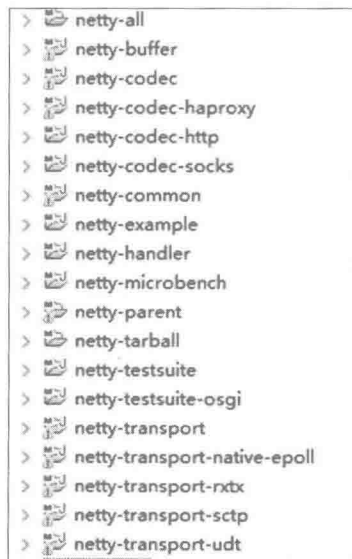 netty-all
netty-buffer
netty-codec
netty-codec-haproxy
netty-codec-http
netty-codec-socks
netty-common
netty-example
netty-handler
netty-microbench
netty-parent
netty-tarball
netty-testsuite
netty-testsuite-osgi
netty-transport
netty-transport-native-epoll
netty-transport-rxtx
netty-transport-sctp
netty-transport-udt